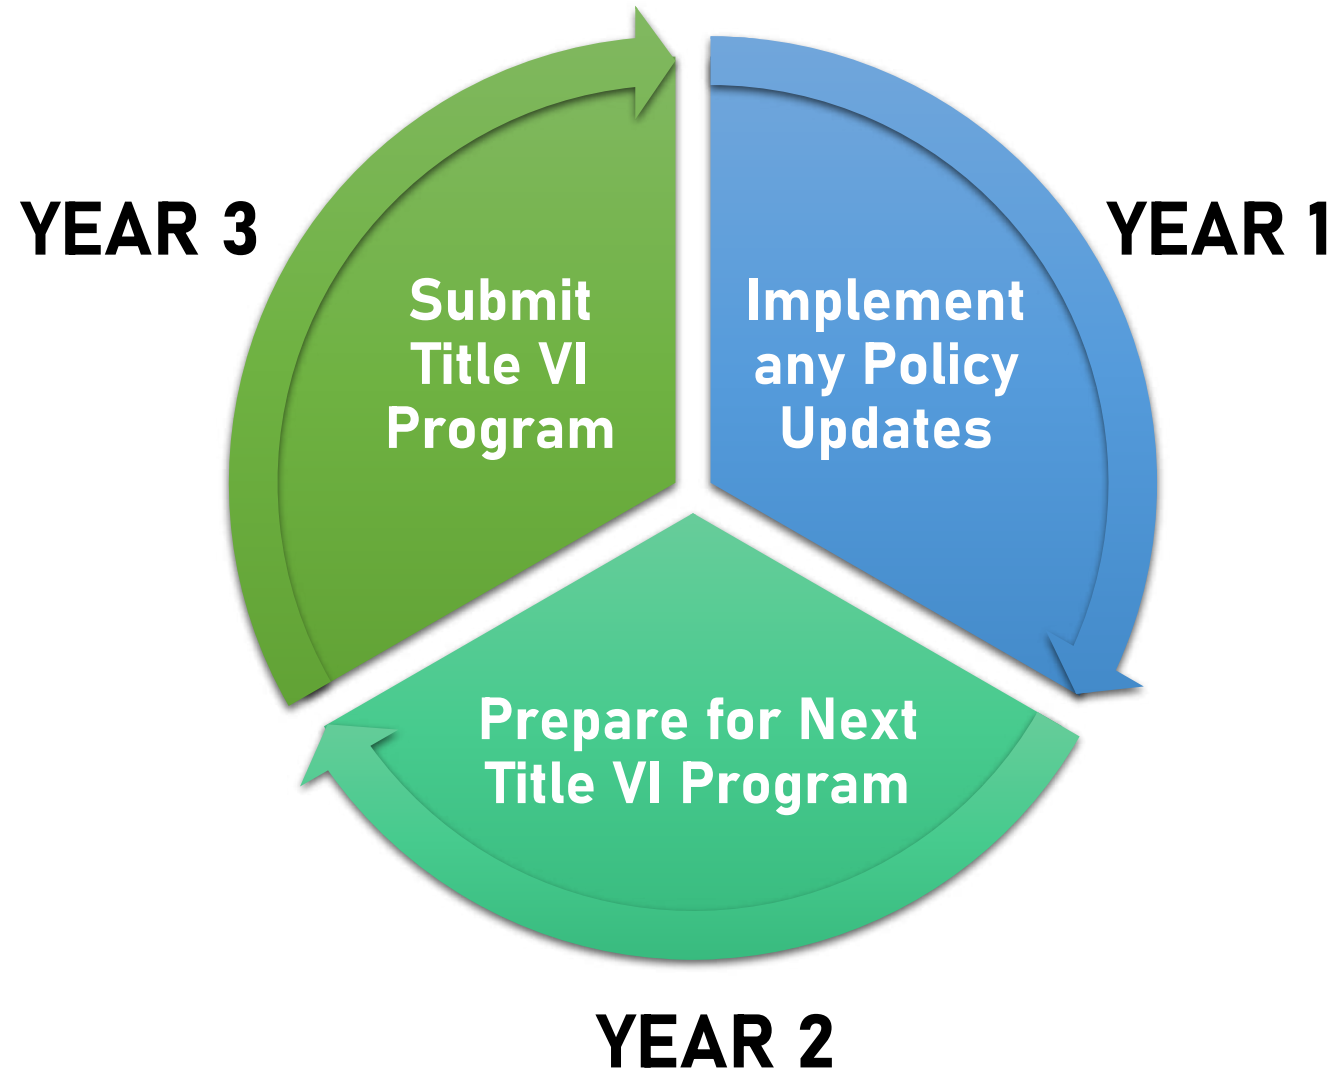 YEAR 1
Implement
any Policy
Updates
YEAR 2
Prepare for Next
Title VI Program
YEAR 3
Submit
Title VI
Program